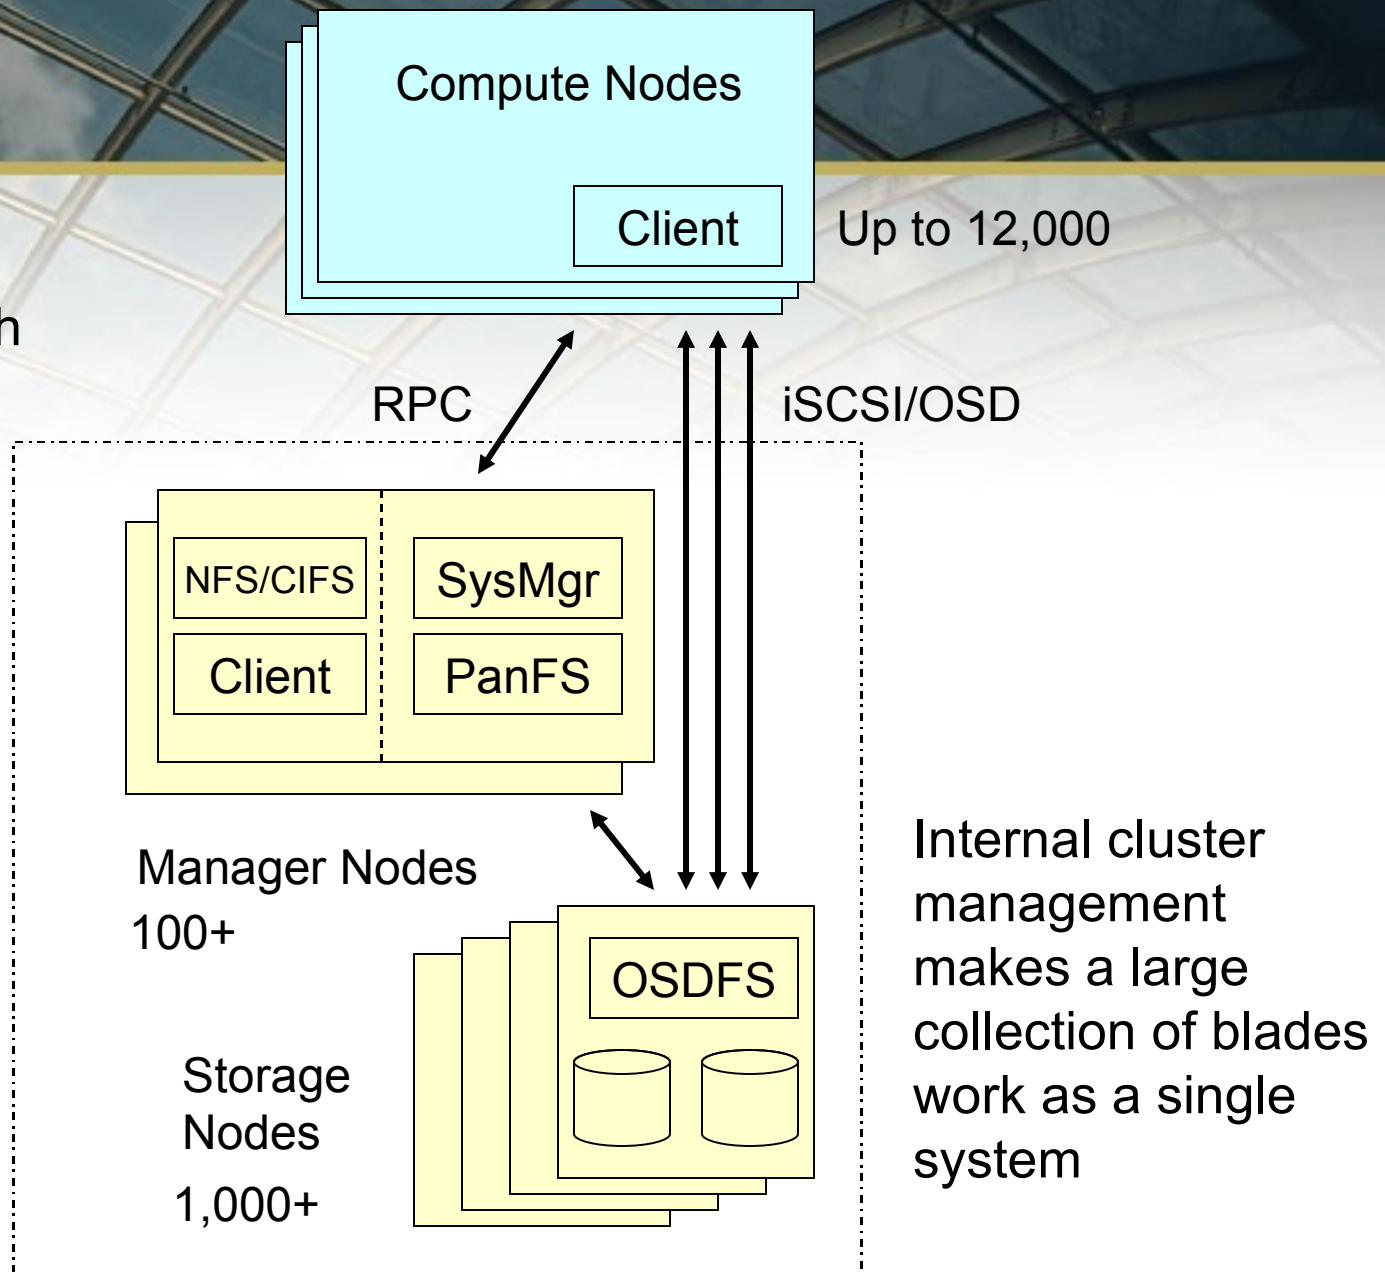 Compute Nodes
Client
Up to 12,000
h
RPC
iSCSI/OSD
NFS/CIFS
SysMgr
Client
PanFS
Manager Nodes
100+
OSDFS
Storage
Nodes
1,000+
Internal cluster
management
makes a large
collection of blades
work as a single
system